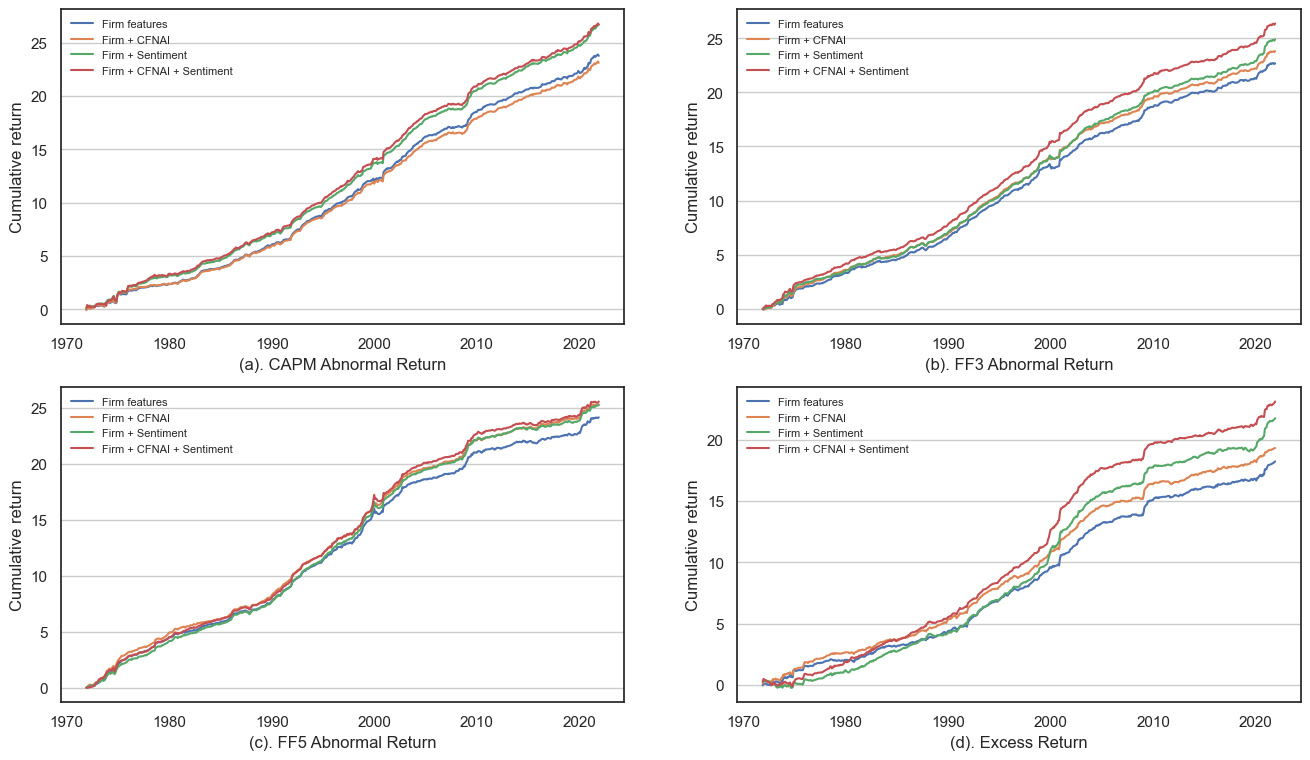 Cumulative return
25
20
15
10
5
0
Firm features
Firm + CFNAI
Firm + Sentiment
Firm + CFNAI + Sentiment
1970 1980 1990 2000 2010 2020
(a). CAPM Abnormal Return
Cumulative return
25
20
15
10
5
0
Firm features
Firm + CFNAI
Firm + Sentiment
Firm + CFNAI + Sentiment
1970 1980 1990 2000 2010 2020
(b). FF3 Abnormal Return
Cumulative return
25
20
15
10
5
0
Firm features
Firm + CFNAI
Firm + Sentiment
Firm + CFNAI + Sentiment
1970 1980 1990 2000 2010 2020
(c). FF5 Abnormal Return
Cumulative return
20
15
10
5
0
Firm features
Firm + CFNAI
Firm + Sentiment
Firm + CFNAI + Sentiment
1970 1980 1990 2000 2010 2020
(d). Excess Return